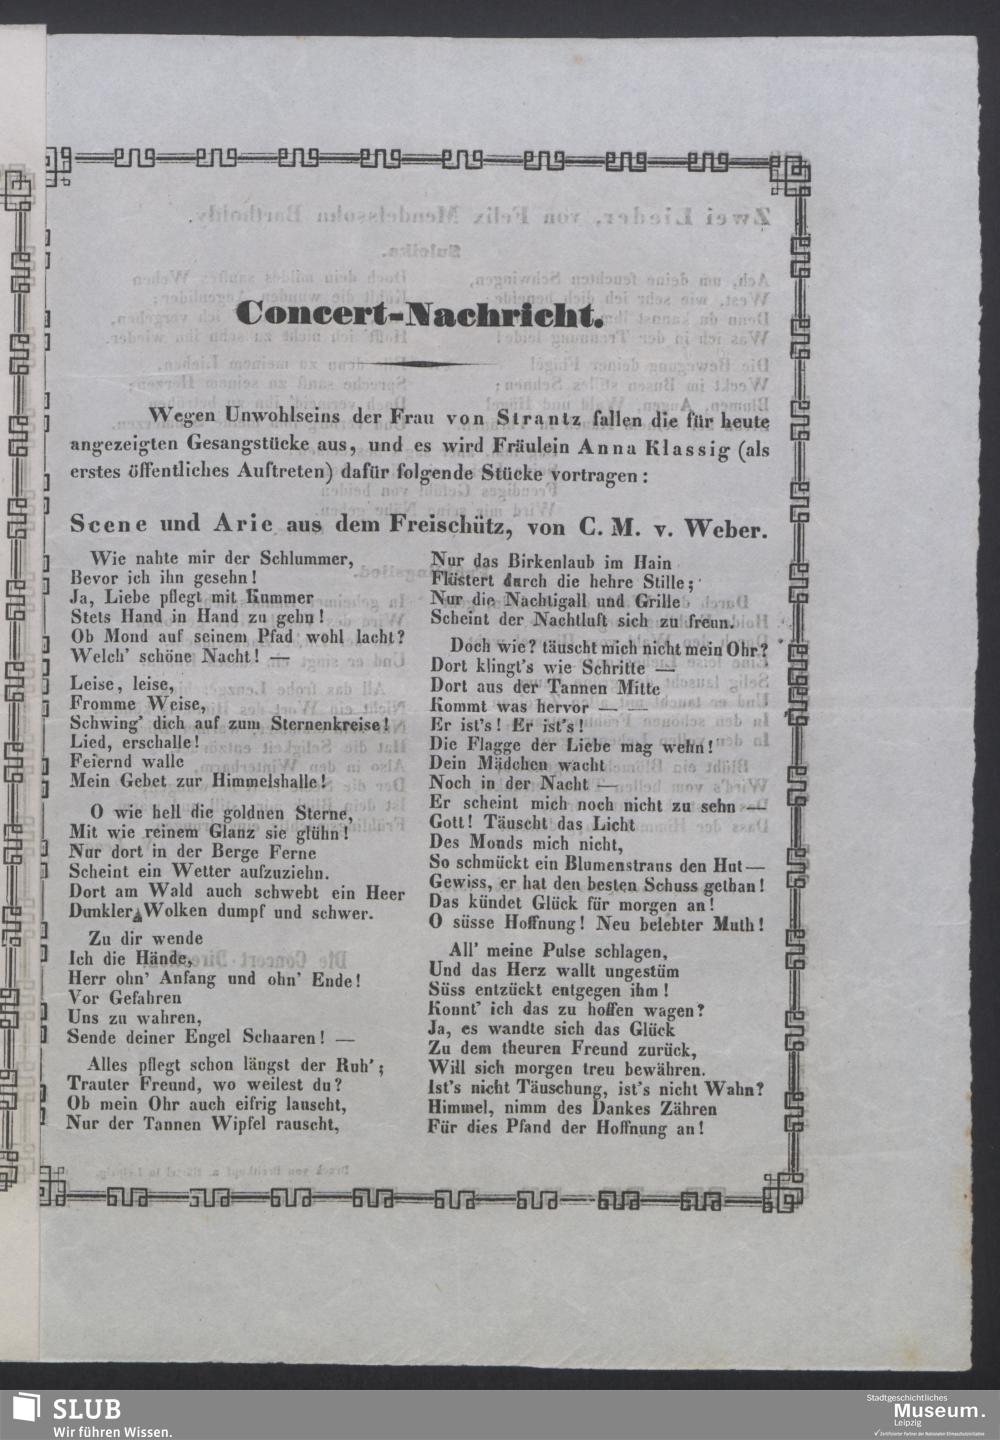 Concert-Nachricht.
Wegen Unwohlseins der Frau von Strantz fallen die für heute
angezeigten Gesangstücke aus, und es wird Fräulein Anna Klassig (als
erstes öffentliches Auftreten) dafür folgende Stücke vortragen:
Scene und Arie aus dem Freischütz, von C. M. v. Weber.
Wie nahte mir der Schlummer,
Bevor ich ihn gesehn!
Ja, Liebe pflegt mit Kummer
Stets Hand in Hand zu gehn!
Ob Mond auf seinem Pfad wohl lacht?
Welch' schöne Nacht! —
Leise, leise,
Fromme Weise,
Schwing' dich auf zum Sternenkreise!
Lied, erschalle!
Feiernd walle
Mein Gebet zur Himmelshalle!
O wie hell die goldnen Sterne,
Mit wie reinem Glanz sie glühn!
Nur dort in der Berge Ferne
Scheint ein Wetter aufzuziehn.
Dort am Wald auch schwebt ein Heer
Dunkler Wolken dumpf und schwer.
Zu dir wende
Ich die Hände,
Herr ohn' Anfang und ohn' Ende!
Vor Gefahren
Uns zu wahren,
Sende deiner Engel Schaaren! —
Alles pflegt schon längst der Ruh';
Trauter Freund, wo weilest du?
Ob mein Ohr auch eifrig lauscht,
Nur der Tannen Wipfel rauscht,
Nur das Birkenlaub im Hain
Flüstert durch die hehre Stille;
Nur die Nachtigall und Grille
Scheint der Nachtluft sich zu freun.
Doch wie? täuscht mich nicht mein Ohr?
Dort klingt's wie Schritte —
Dort aus der Tannen Mitte
Kommt was hervor — —
Er ist's! Er ist's!
Die Flagge der Liebe mag wehn!
Dein Mädchen wacht
Noch in der Nacht —
Er scheint mich noch nicht zu sehn —
Gott! Täuscht das Licht
Des Monds mich nicht,
So schmückt ein Blumenstraus den Hut —
Gewiss, er hat den besten Schuss gethan!
Das kündet Glück für morgen an!
O süsse Hoffnung! Neu belebter Muth!
All' meine Pulse schlagen,
Und das Herz wallt ungestüm
Süss entzückt entgegen ihm!
Konnt' ich das zu hoffen wagen?
Ja, es wandte sich das Glück
Zu dem theuren Freund zurück,
Will sich morgen treu bewähren.
Ist's nicht Täuschung, ist's nicht Wahn?
Himmel, nimm des Dankes Zähren
Für dies Pfand der Hoffnung an!
SLUB
Wir führen Wissen.
Stadtgeschichtliches
Museum.
Leipzig